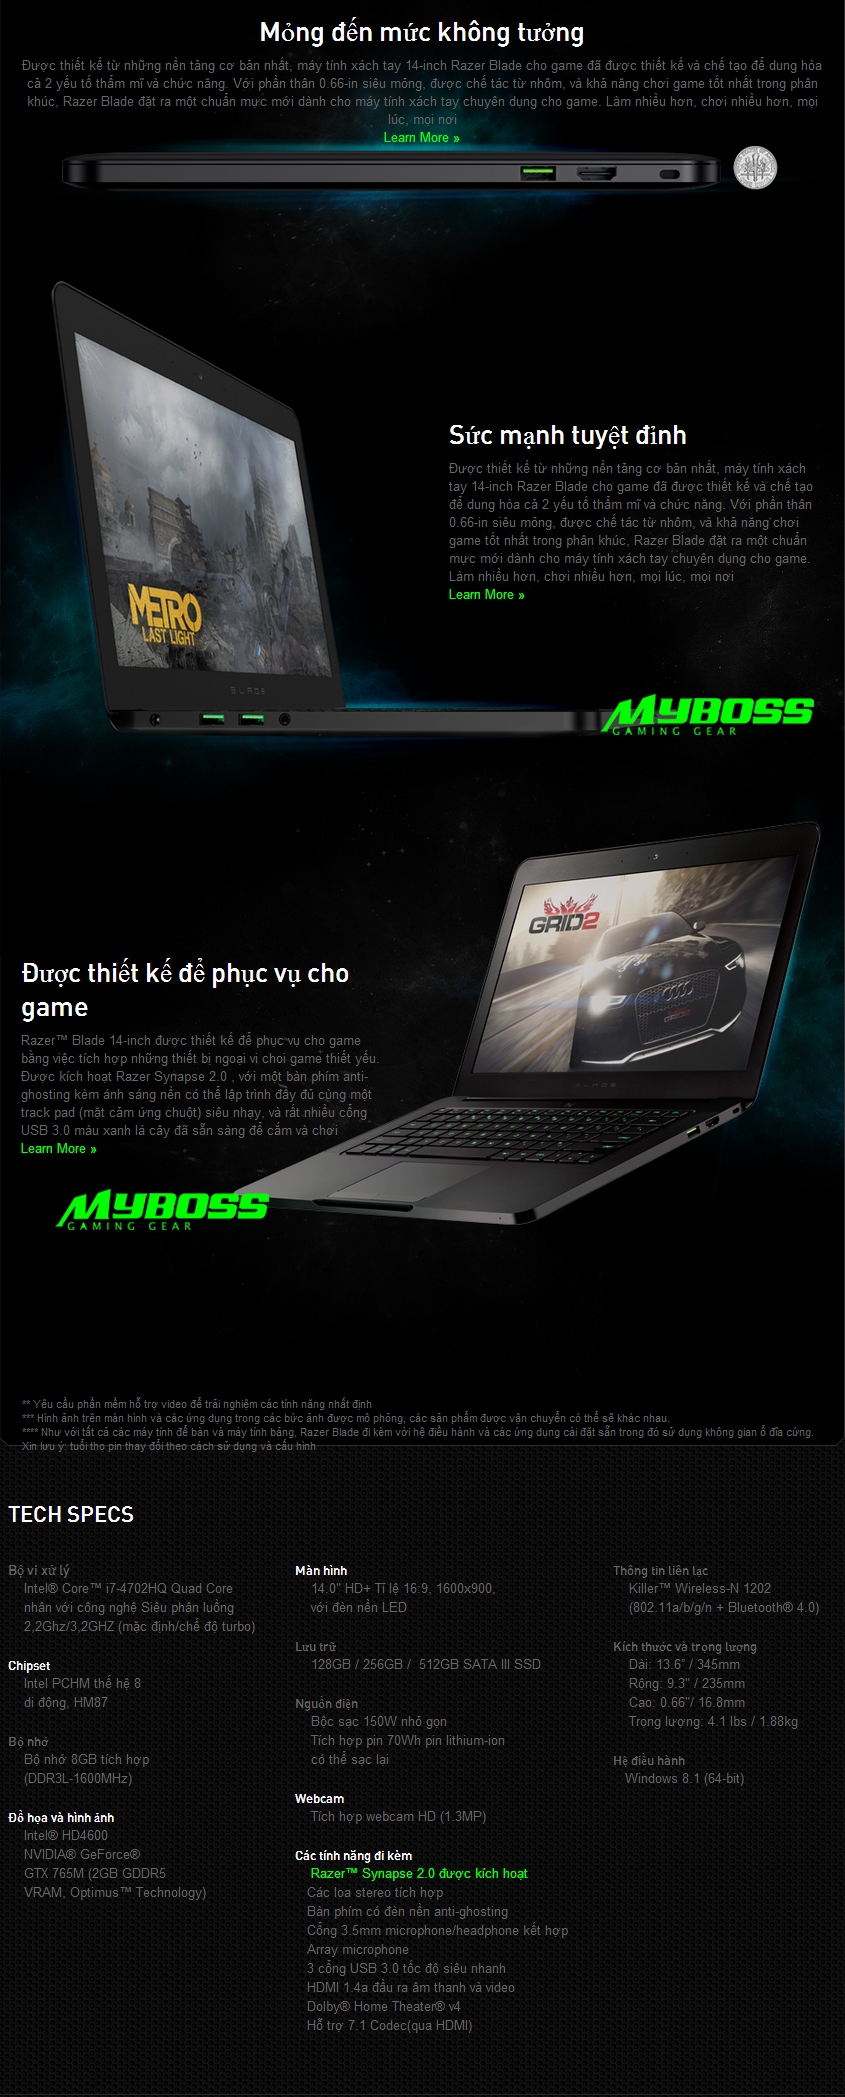 Mỏng đến mức không tưởng
Được thiết kế từ những nền tảng cơ bản nhất, máy tính xách tay 14-inch Razer Blade cho game đã được thiết kế và chế tạo để dung hòa
cả 2 yếu tố thẩm mĩ và chức năng. Với phần thân 0.66-in siêu mỏng, được chế tác từ nhôm, và khả năng chơi game tốt nhất trong phân
khúc, Razer Blade đặt ra một chuẩn mực mới dành cho máy tính xách tay chuyên dụng cho game. Làm nhiều hơn, chơi nhiều hơn, mọi
lúc, mọi nơi
Learn More »
Sức mạnh tuyệt đỉnh
Được thiết kế từ những nền tảng cơ bản nhất, máy tính xách
tay 14-inch Razer Blade cho game đã được thiết kế và chế tạo
để dung hòa cả 2 yếu tố thẩm mĩ và chức năng. Với phần thân
0.66-in siêu mỏng, được chế tác từ nhôm, và khả năng chơi
game tốt nhất trong phân khúc, Razer Blade đặt ra một chuẩn
mực mới dành cho máy tính xách tay chuyên dụng cho game.
Làm nhiều hơn, chơi nhiều hơn, mọi lúc, mọi nơi
Learn More »
METRO
LAST LIGHT
BLADE
MYBOSS
GAMING GEAR
GRID2
GRID2
BLADE
Được thiết kế để phục vụ cho
game
Razer™ Blade 14-inch được thiết kế để phục vụ cho game
bằng việc tích hợp những thiết bị ngoại vi choi game thiết yếu.
Được kích hoạt Razer Synapse 2.0 , với một bàn phím anti-
ghosting kèm ánh sáng nền có thể lập trình đầy đủ cùng một
track pad (mặt cảm ứng chuột) siêu nhạy, và rất nhiều cổng
USB 3.0 màu xanh lá cây đã sẵn sàng để cắm và chơi
Learn More »
MYBOSS
GAMING GEAR
** Yêu cầu phần mềm hỗ trợ video để trải nghiệm các tính năng nhất định
*** Hình ảnh trên màn hình và các ứng dụng trong các bức ảnh được mô phỏng, các sản phẩm được vận chuyển có thể sẽ khác nhau.
**** Như với tất cả các máy tính để bàn và máy tính bảng, Razer Blade đi kèm với hệ điều hành và các ứng dụng cài đặt sẵn trong đó sử dụng không gian ổ đĩa cứng.
Xin lưu ý: tuổi thọ pin thay đổi theo cách sử dụng và cấu hình
TECH SPECS
Bộ vi xử lý
Intel® Core™ i7-4702HQ Quad Core
nhân với công nghệ Siêu phân luồng
2,2Ghz/3,2GHZ (mặc định/chế độ turbo)
Chipset
Intel PCHM thế hệ 8
di động, HM87
Bộ nhớ
Bộ nhớ 8GB tích hợp
(DDR3L-1600MHz)
Đồ họa và hình ảnh
Intel® HD4600
NVIDIA® GeForce®
GTX 765M (2GB GDDR5
VRAM, Optimus™ Technology)
Màn hình
14.0" HD+ Tỉ lệ 16:9, 1600x900,
với đèn nền LED
Lưu trữ
128GB / 256GB /  512GB SATA III SSD
Nguồn điện
Bộc sạc 150W nhỏ gọn
Tích hợp pin 70Wh pin lithium-ion
có thể sạc lại
Webcam
Tích hợp webcam HD (1.3MP)
Các tính năng đi kèm
Razer™ Synapse 2.0 được kích hoạt
Các loa stereo tích hợp
Bàn phím có đèn nền anti-ghosting
Cổng 3.5mm microphone/headphone kết hợp
Array microphone
3 cổng USB 3.0 tốc độ siêu nhanh
HDMI 1.4a đầu ra âm thanh và video
Dolby® Home Theater® v4
Hỗ trợ 7.1 Codec(qua HDMI)
Thông tin liên lạc
Killer™ Wireless-N 1202
(802.11a/b/g/n + Bluetooth® 4.0)
Kích thước và trọng lượng
Dài: 13.6" / 345mm
Rộng: 9.3" / 235mm
Cao: 0.66"/ 16.8mm
Trọng lượng: 4.1 lbs / 1.88kg
Hệ điều hành
Windows 8.1 (64-bit)